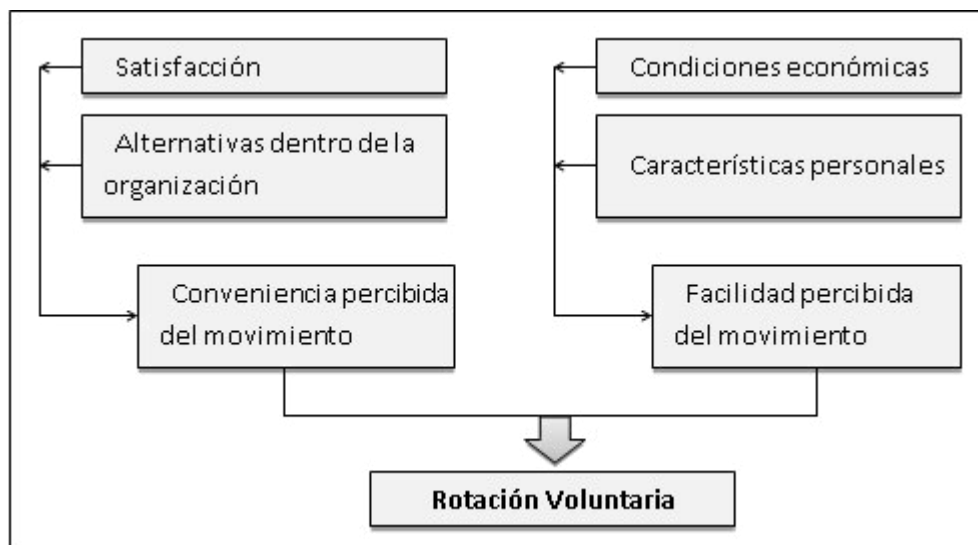 Satisfacción
Alternativas dentro de la
organización
Conveniencia percibida
del movimiento
Condiciones económicas
Características personales
Facilidad percibida
del movimiento
Rotación Voluntaria